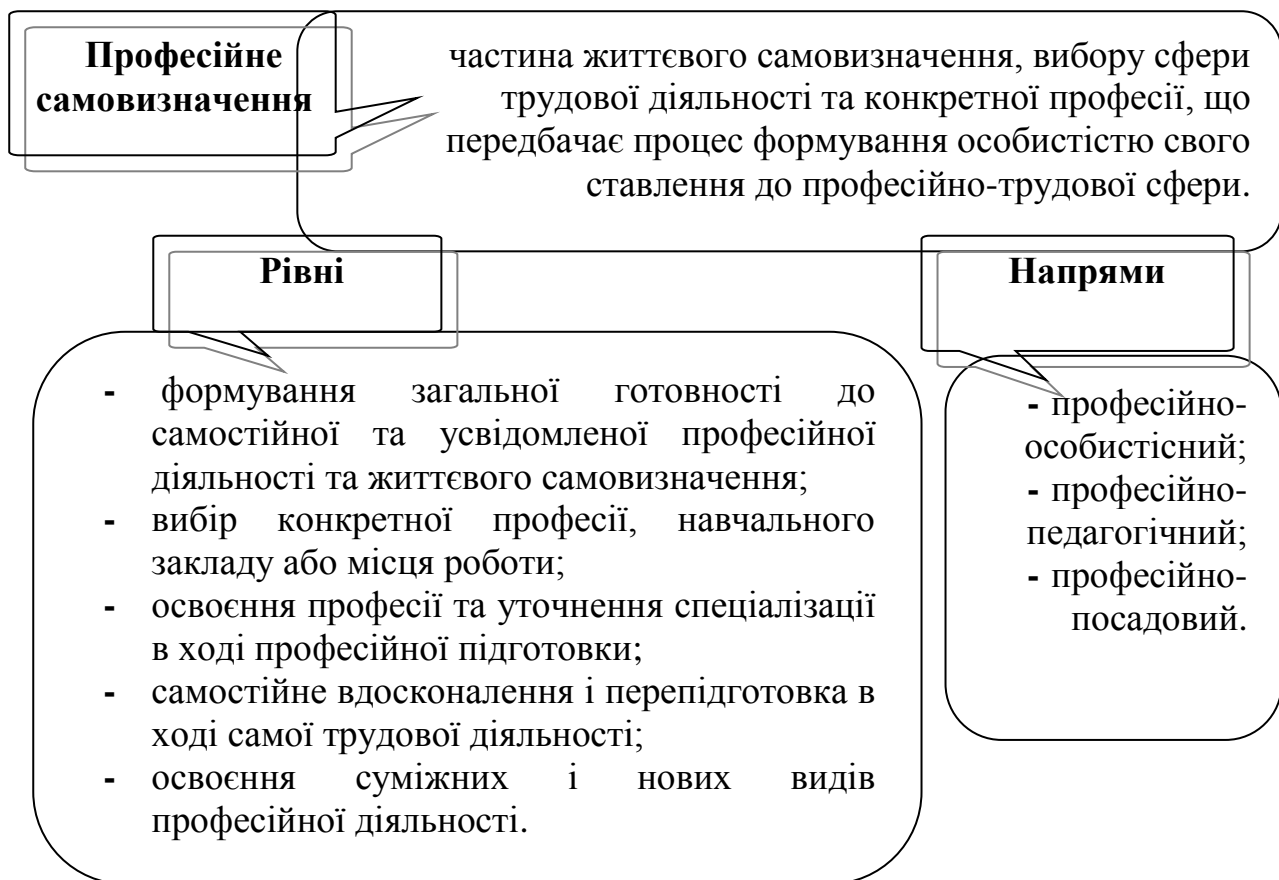 Професійне
самовизначення
частина життєвого самовизначення, вибору сфери
трудової діяльності та конкретної професії, що
передбачає процес формування особистістю свого
ставлення до професійно-трудової сфери.
Рівні
- формування загальної готовності до
самостійної та усвідомленої професійної
діяльності та життєвого самовизначення;
- вибір конкретної професії, навчального
закладу або місця роботи;
- освоєння професії та уточнення спеціалізації
в ході професійної підготовки;
- самостійне вдосконалення і перепідготовка в
ході самої трудової діяльності;
- освоєння суміжних і нових видів
професійної діяльності.
Напрями
- професійно-
особистісний;
- професійно-
педагогічний;
- професійно-
посадовий.